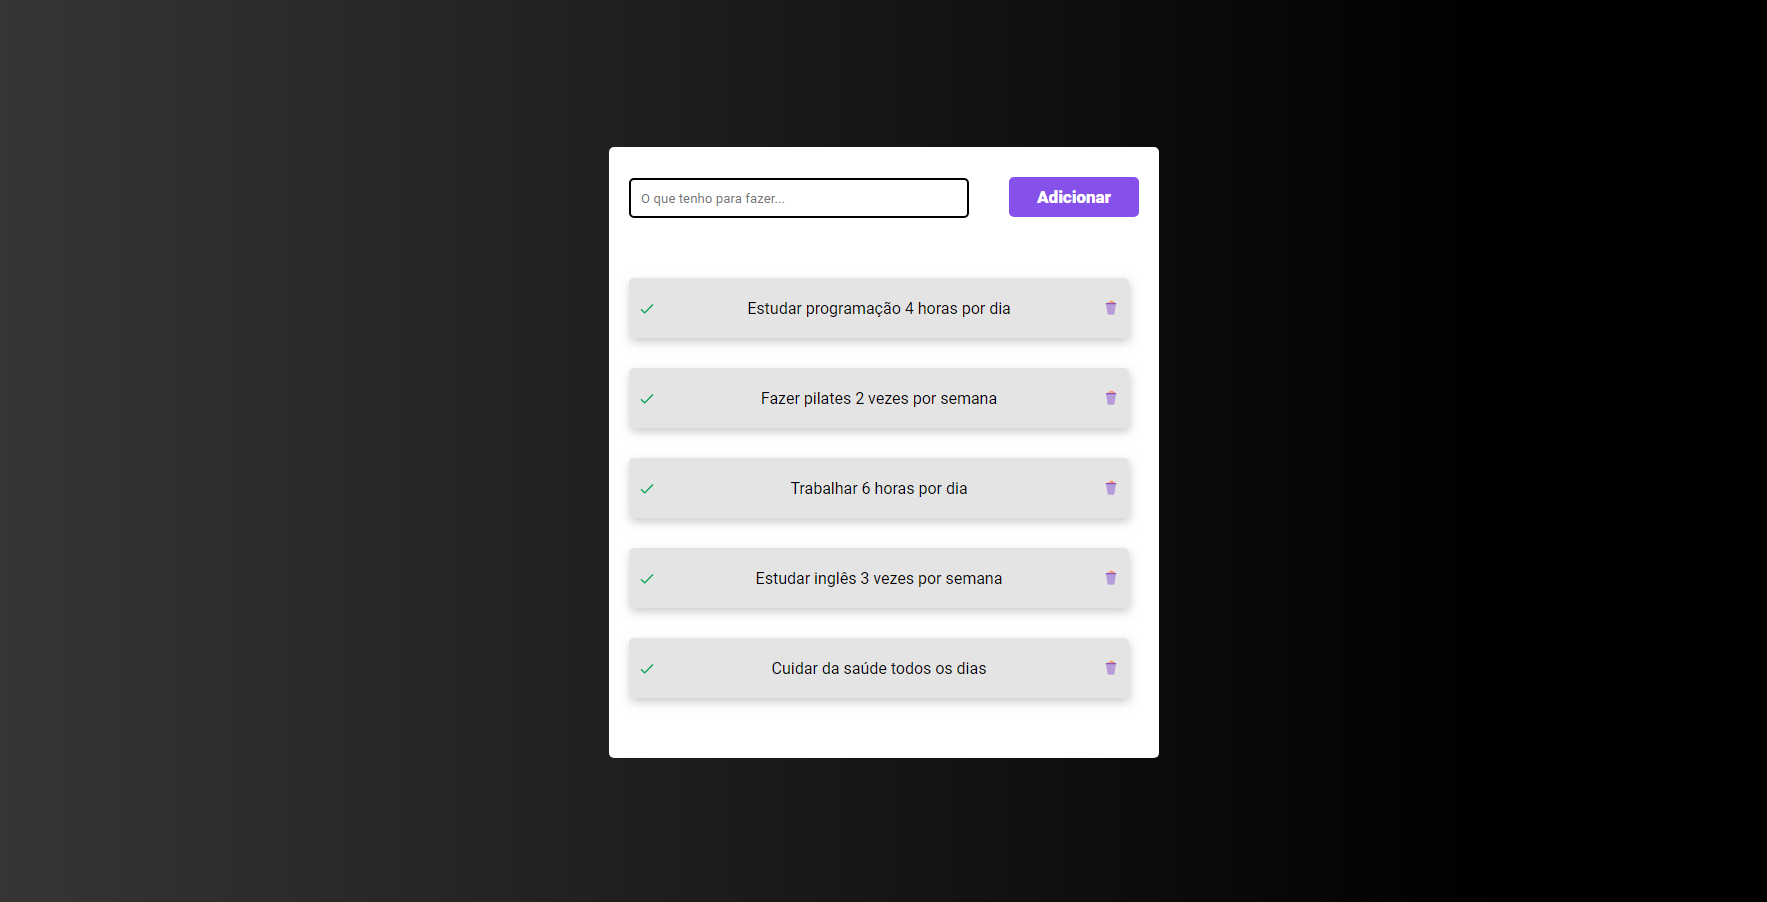 O que tenho para fazer...
Adicionar
Estudar programação 4 horas por dia
Fazer pilates 2 vezes por semana
Trabalhar 6 horas por dia
Estudar inglês 3 vezes por semana
Cuidar da saúde todos os dias